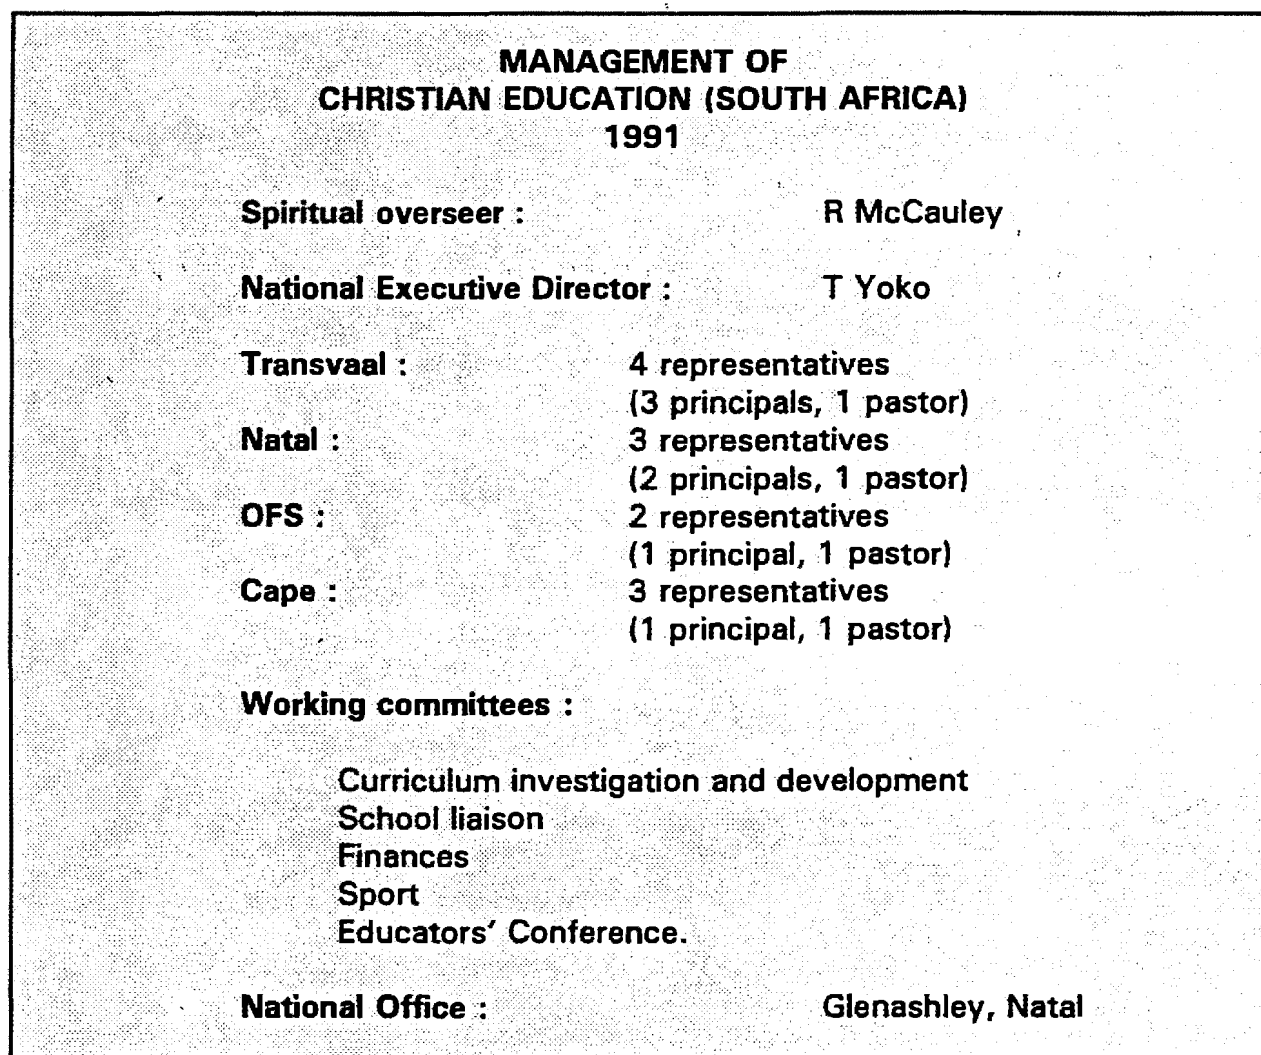 MANAGEMENT OF
CHRISTIAN EDUCATION (SOUTH AFRICA)
1991
Spiritual overseer : R McCauley
National Executive Director : T Yoko
Transvaal : 4 representatives
(3 principals, 1 pastor)
Natal : 3 representatives
(2 principals, 1 pastor)
OFS : 2 representatives
(1 principal, 1 pastor)
Cape : 3 representatives
(1 principal, 1 pastor)
Working committees :
Curriculum investigation and development
School liaison
Finances
Sport
Educators' Conference.
National Office : Glenashley, Natal